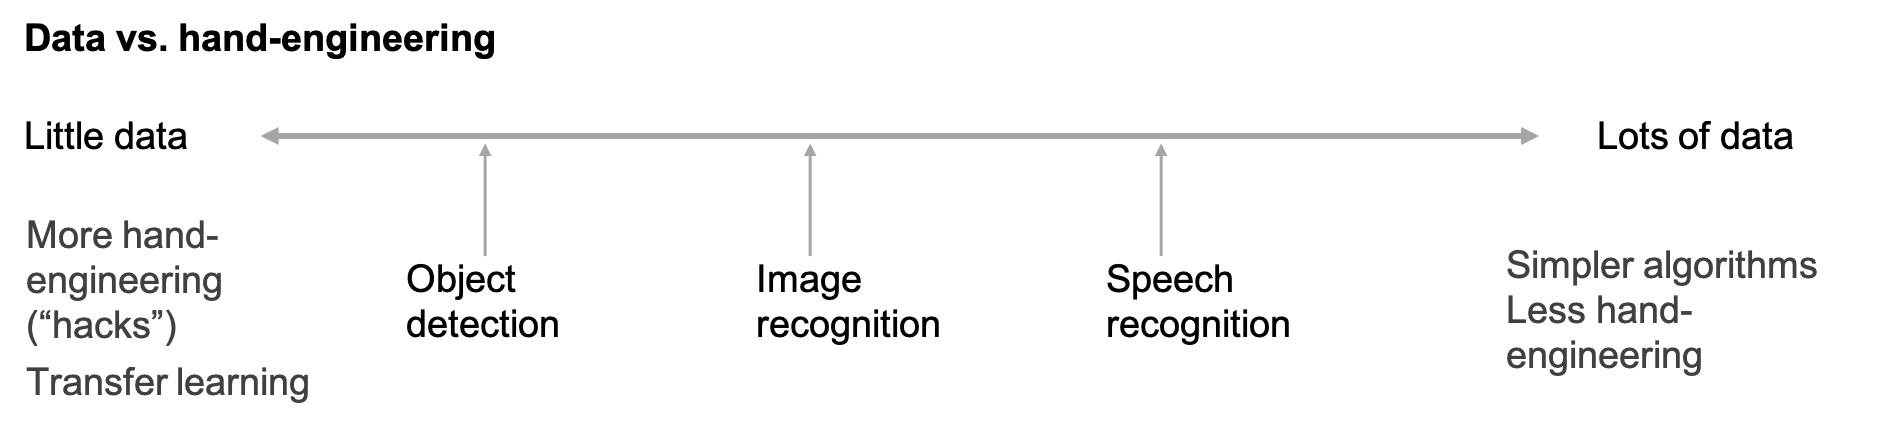 Data vs. hand-engineering
Little data
Lots of data
More hand-
engineering
(“hacks”)
Transfer learning
Object
detection
Image
recognition
Speech
recognition
Simpler algorithms
Less hand-
engineering